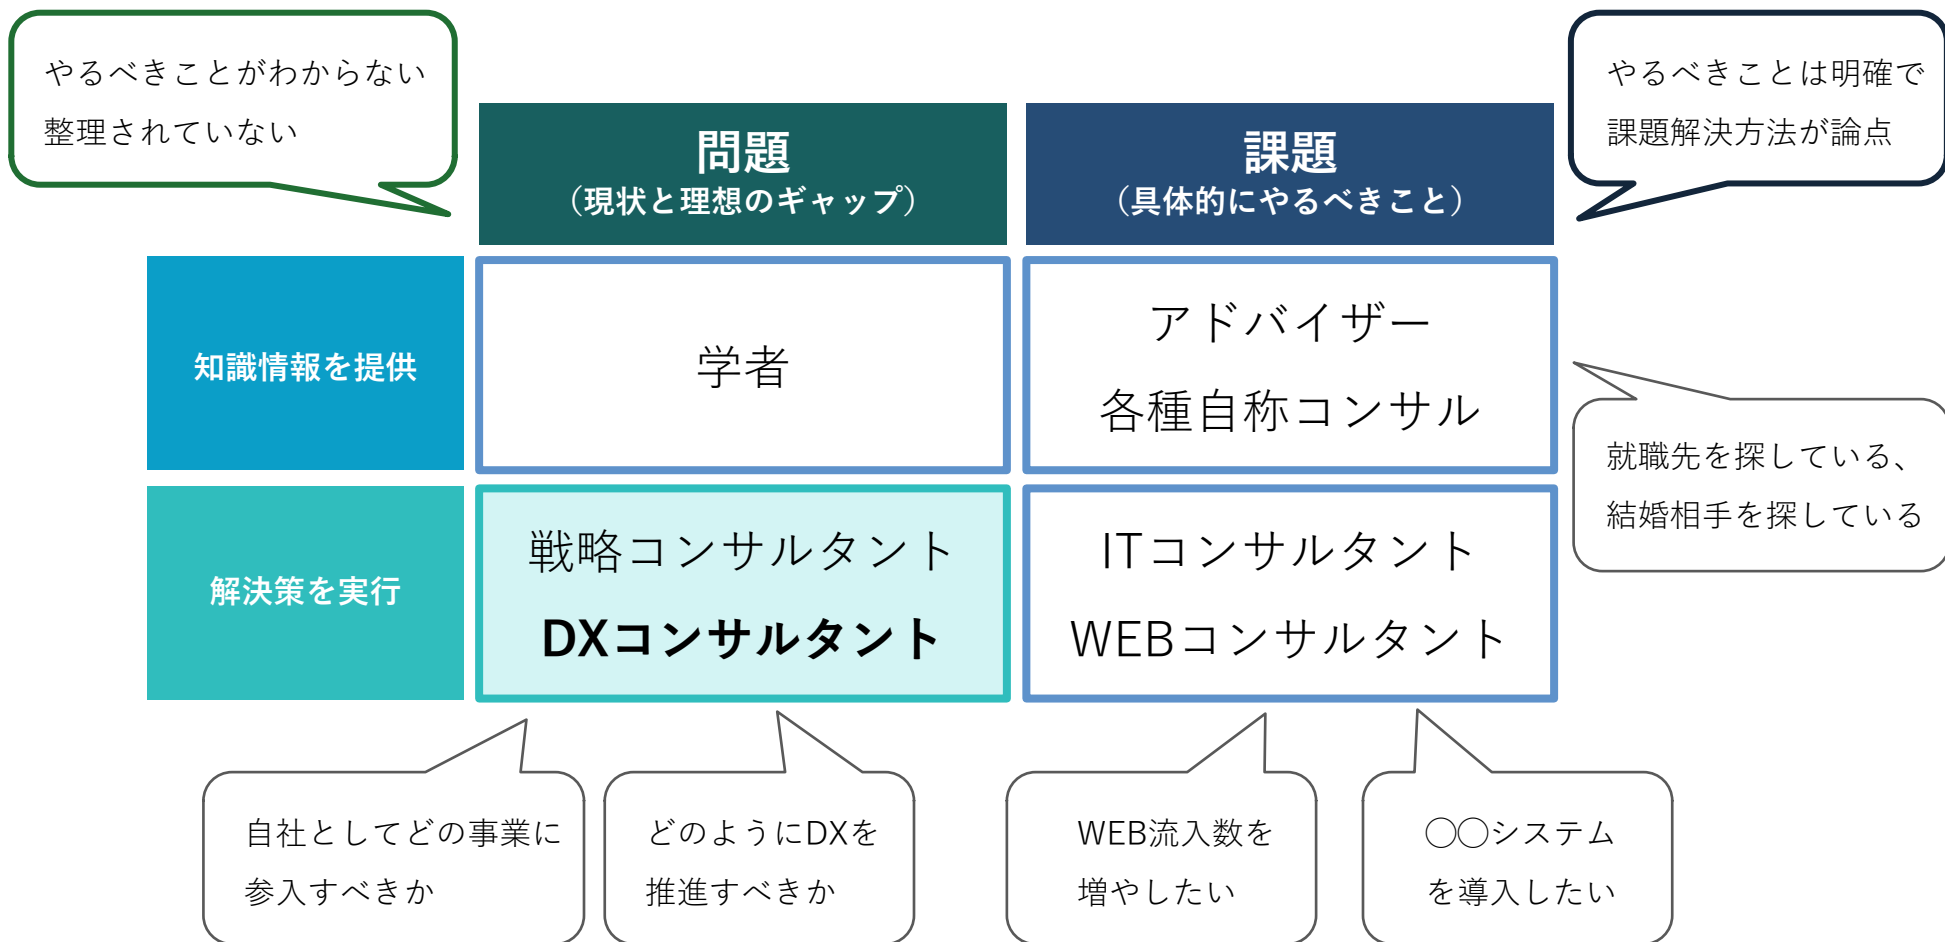 やるべきことがわからない
整理されていない
問題
（現状と理想のギャップ）
課題
（具体的にやるべきこと）
やるべきことは明確で
課題解決方法が論点
知識情報を提供
学者
アドバイザー
各種自称コンサル
就職先を探している、
結婚相手を探している
解決策を実行
戦略コンサルタント
DXコンサルタント
ITコンサルタント
WEBコンサルタント
自社としてどの事業に
参入すべきか
どのようにDXを
推進すべきか
WEB流入数を
増やしたい
〇〇システム
を導入したい